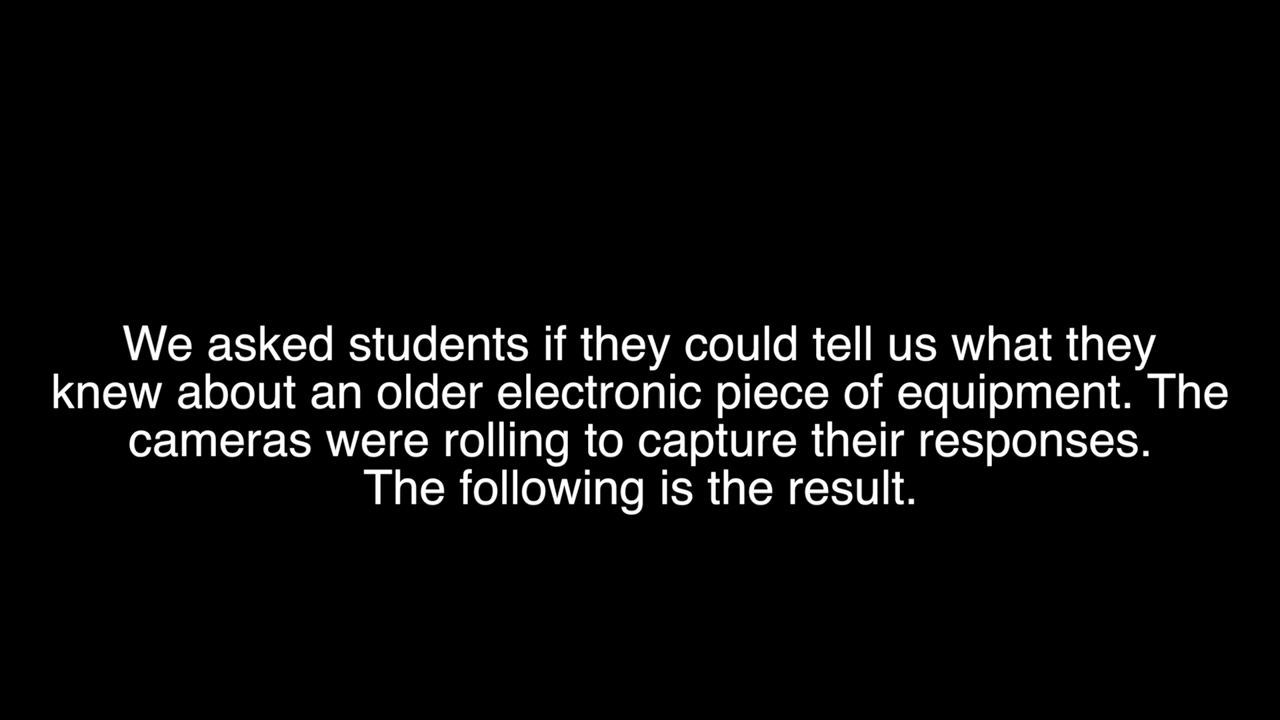 We asked students if they could tell us what they
knew about an older electronic piece of equipment. The
cameras were rolling to capture their responses.
The following is the result.